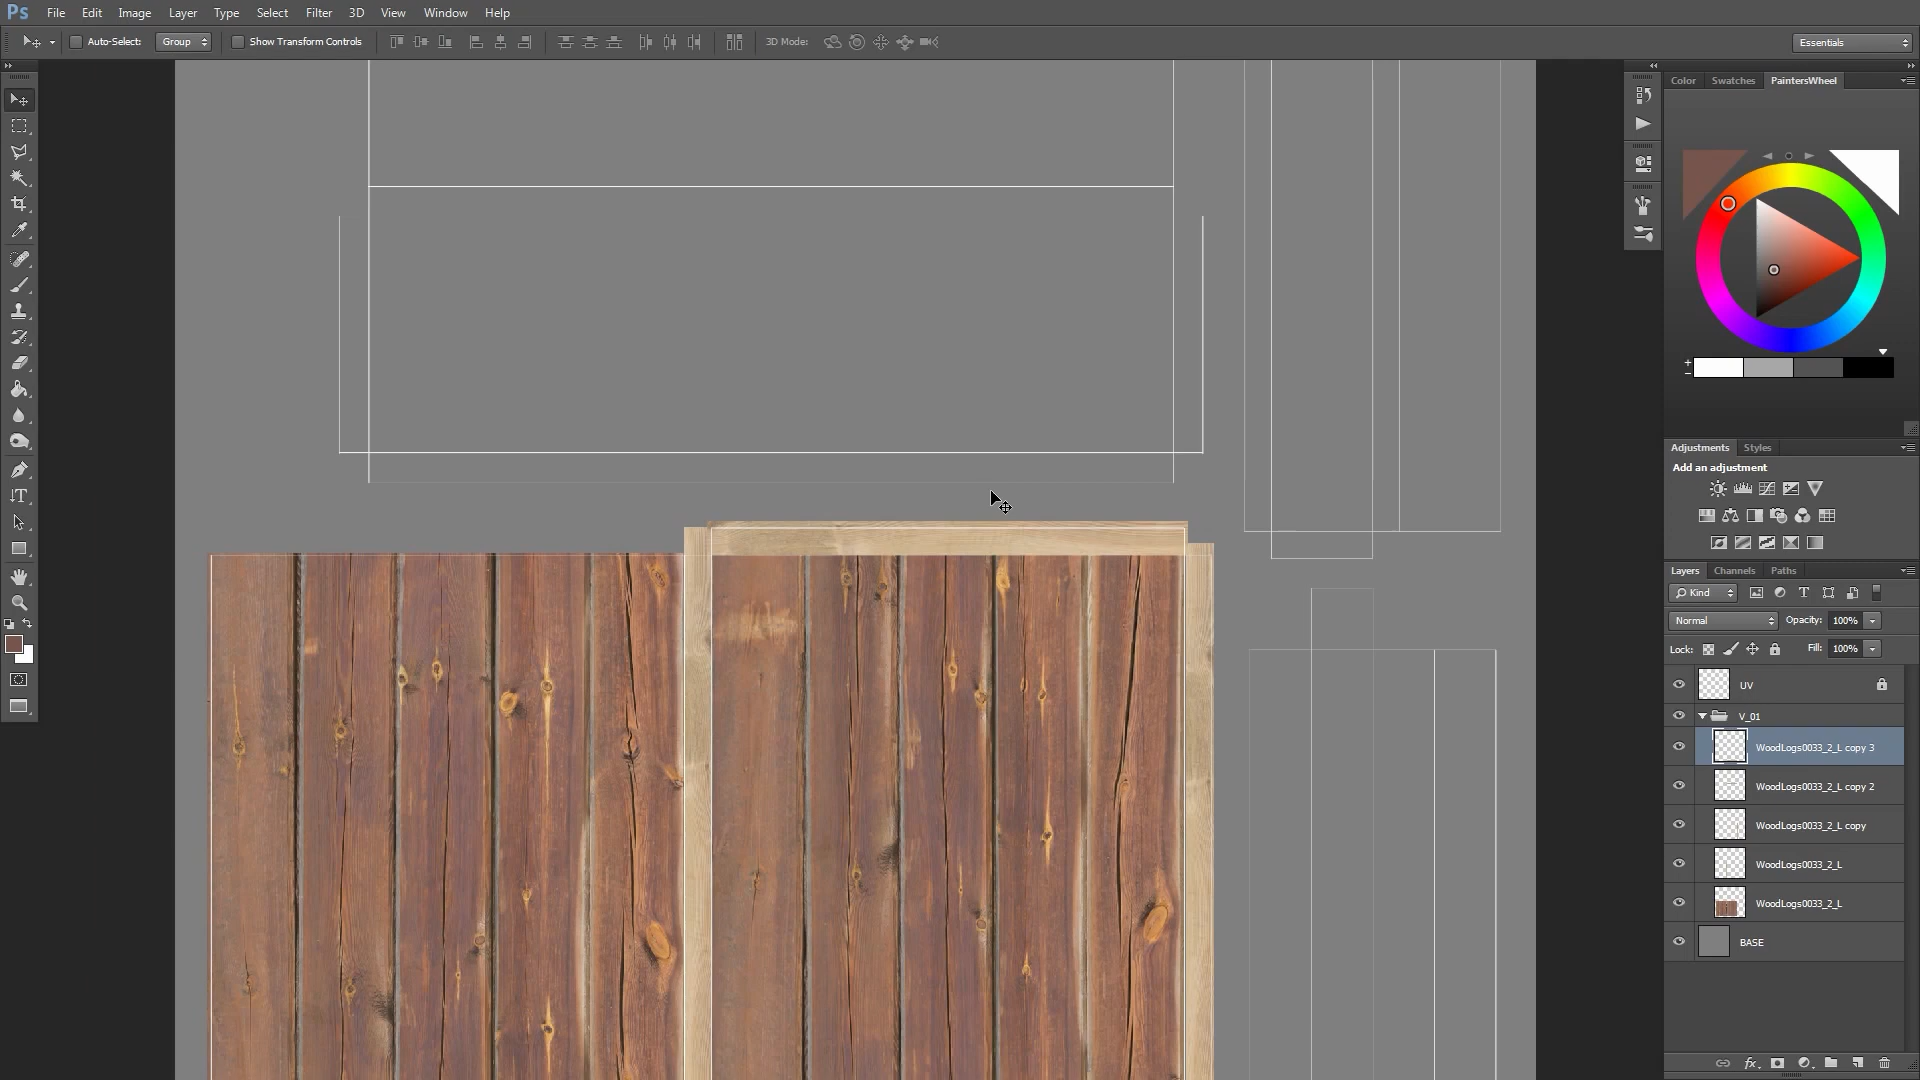 Ps File Edit Image Layer Type Select Filter 3D View Window Help
Auto-Select: Group Show Transform Controls 3D Mode: Essentials
Color Swatches PaintersWheel
Adjustments Styles
Add an adjustment
Layers Channels Paths
Kind
Normal Opacity: 100%
Lock: Fill: 100%
UV
V_01
WoodLogs0033_2_L copy 3
WoodLogs0033_2_L copy 2
WoodLogs0033_2_L copy
WoodLogs0033_2_L
WoodLogs0033_2_L
BASE
fx